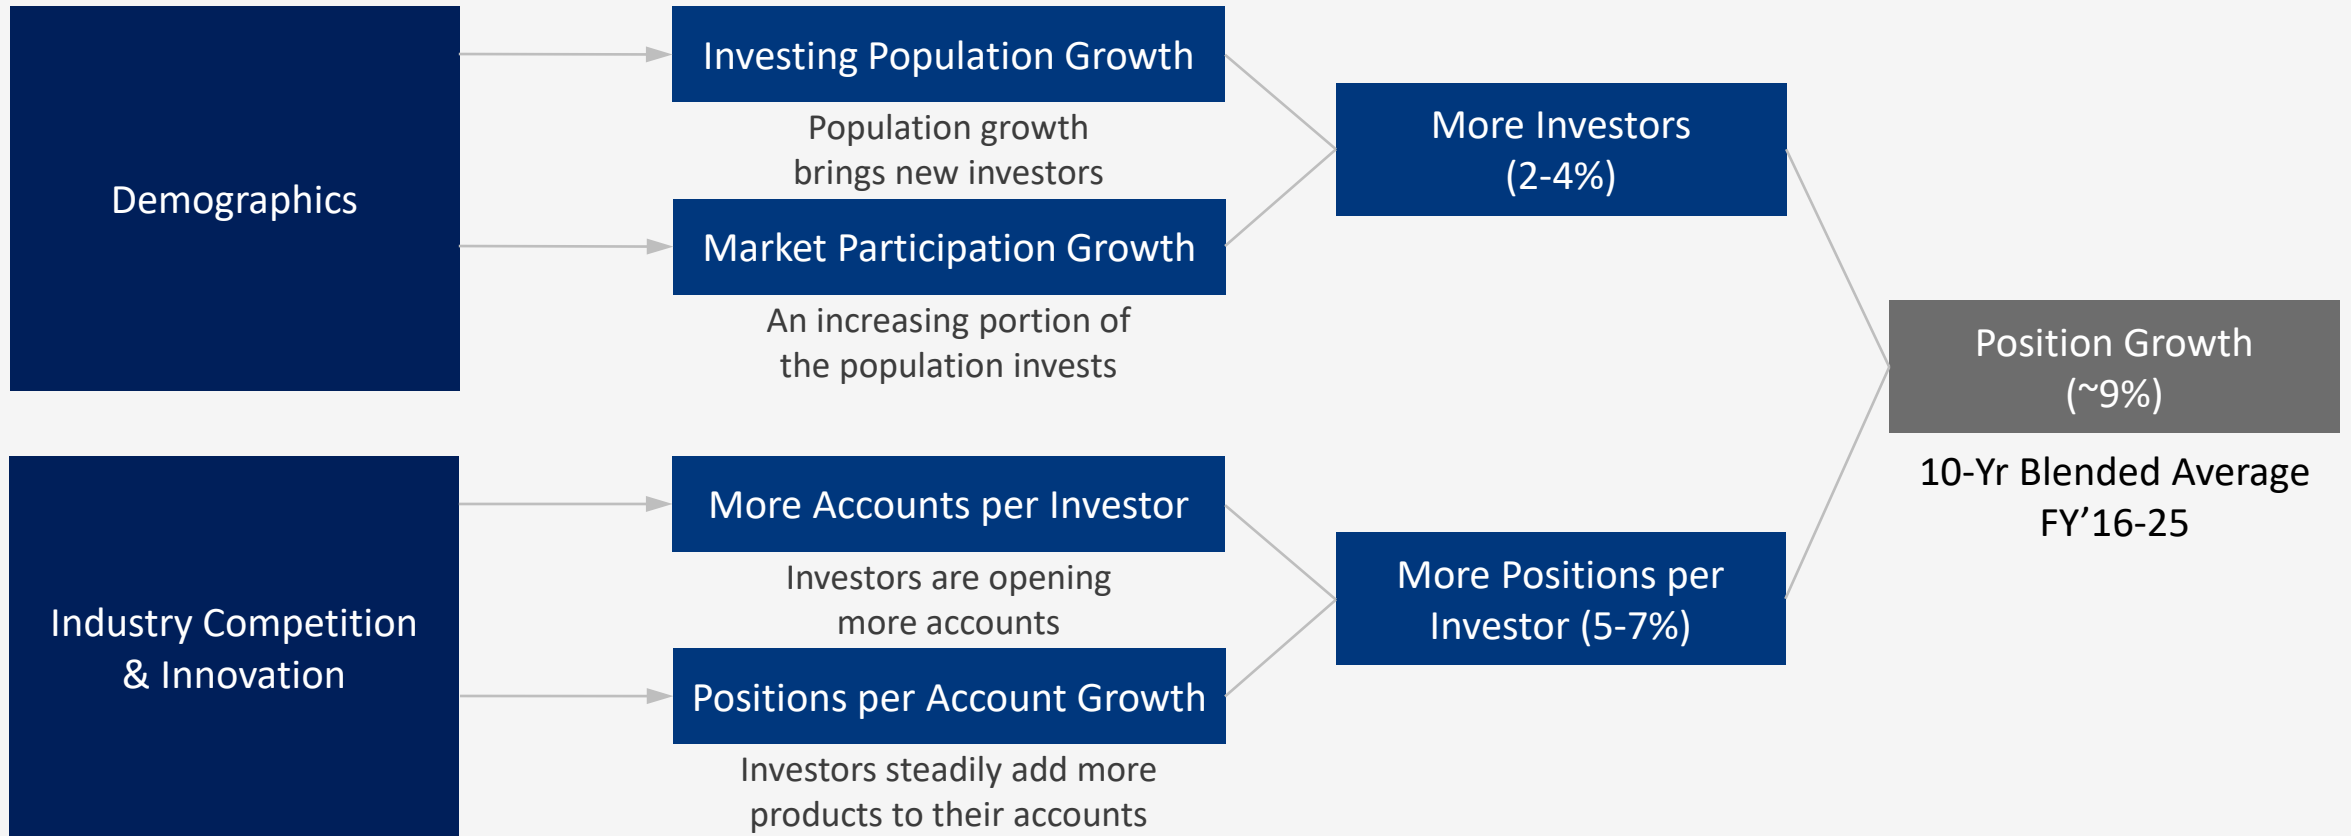 Demographics
Investing Population Growth
Population growth
brings new investors
Market Participation Growth
An increasing portion of
the population invests
More Investors
(2-4%)
Industry Competition
& Innovation
More Accounts per Investor
Investors are opening
more accounts
Positions per Account Growth
Investors steadily add more
products to their accounts
More Positions per
Investor (5-7%)
Position Growth
(~9%)
10-Yr Blended Average
FY’16-25